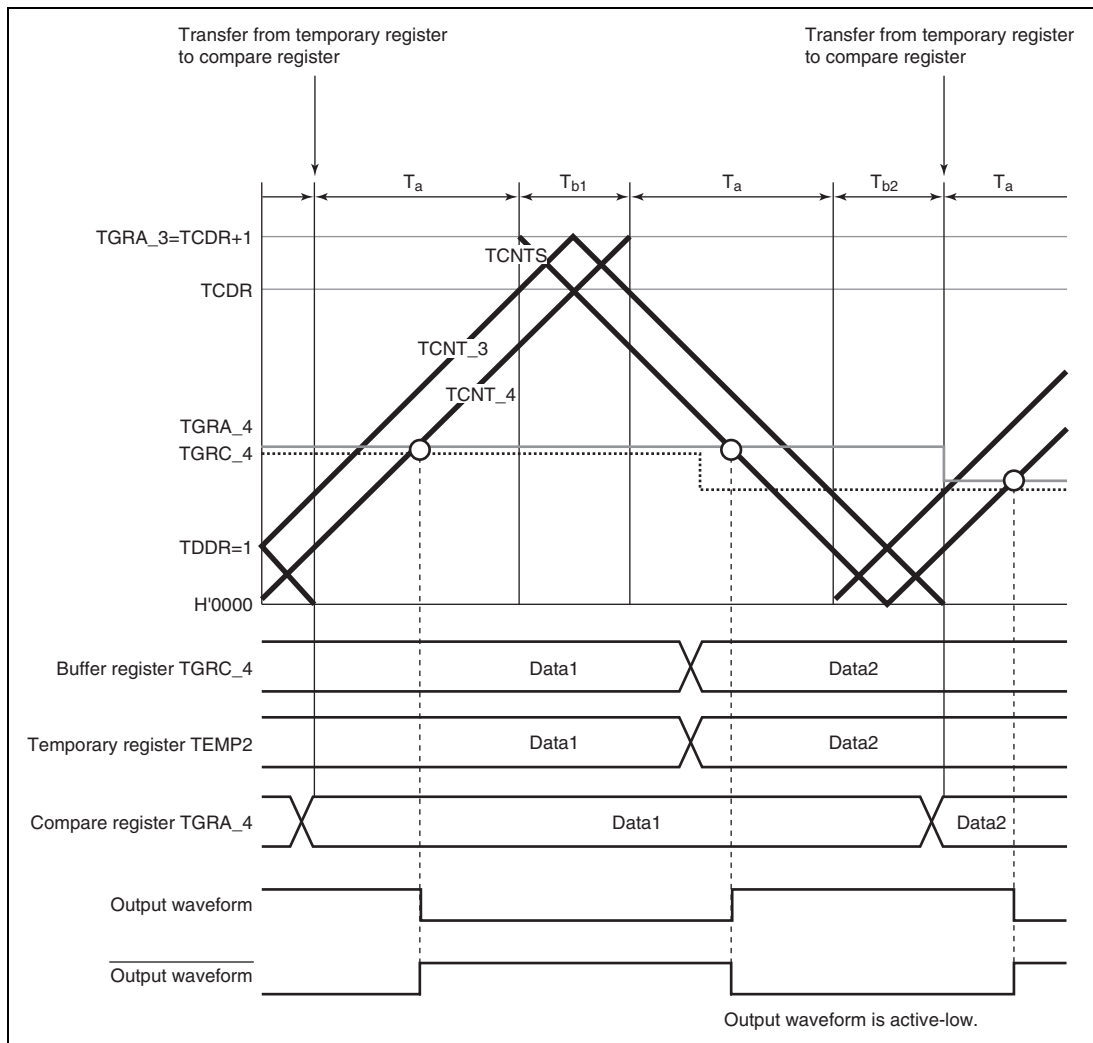 Transfer from temporary register
to compare register
Transfer from temporary register
to compare register
Ta
Tb1
Ta
Tb2
Ta
TGRA_3=TCDR+1
TCNTS
TCDR
TCNT_3
TCNT_4
TGRA_4
TGRC_4
TDDR=1
H'0000
Buffer register TGRC_4
Data1
Data2
Temporary register TEMP2
Data1
Data2
Compare register TGRA_4
Data1
Data2
Output waveform
Output waveform
Output waveform is active-low.